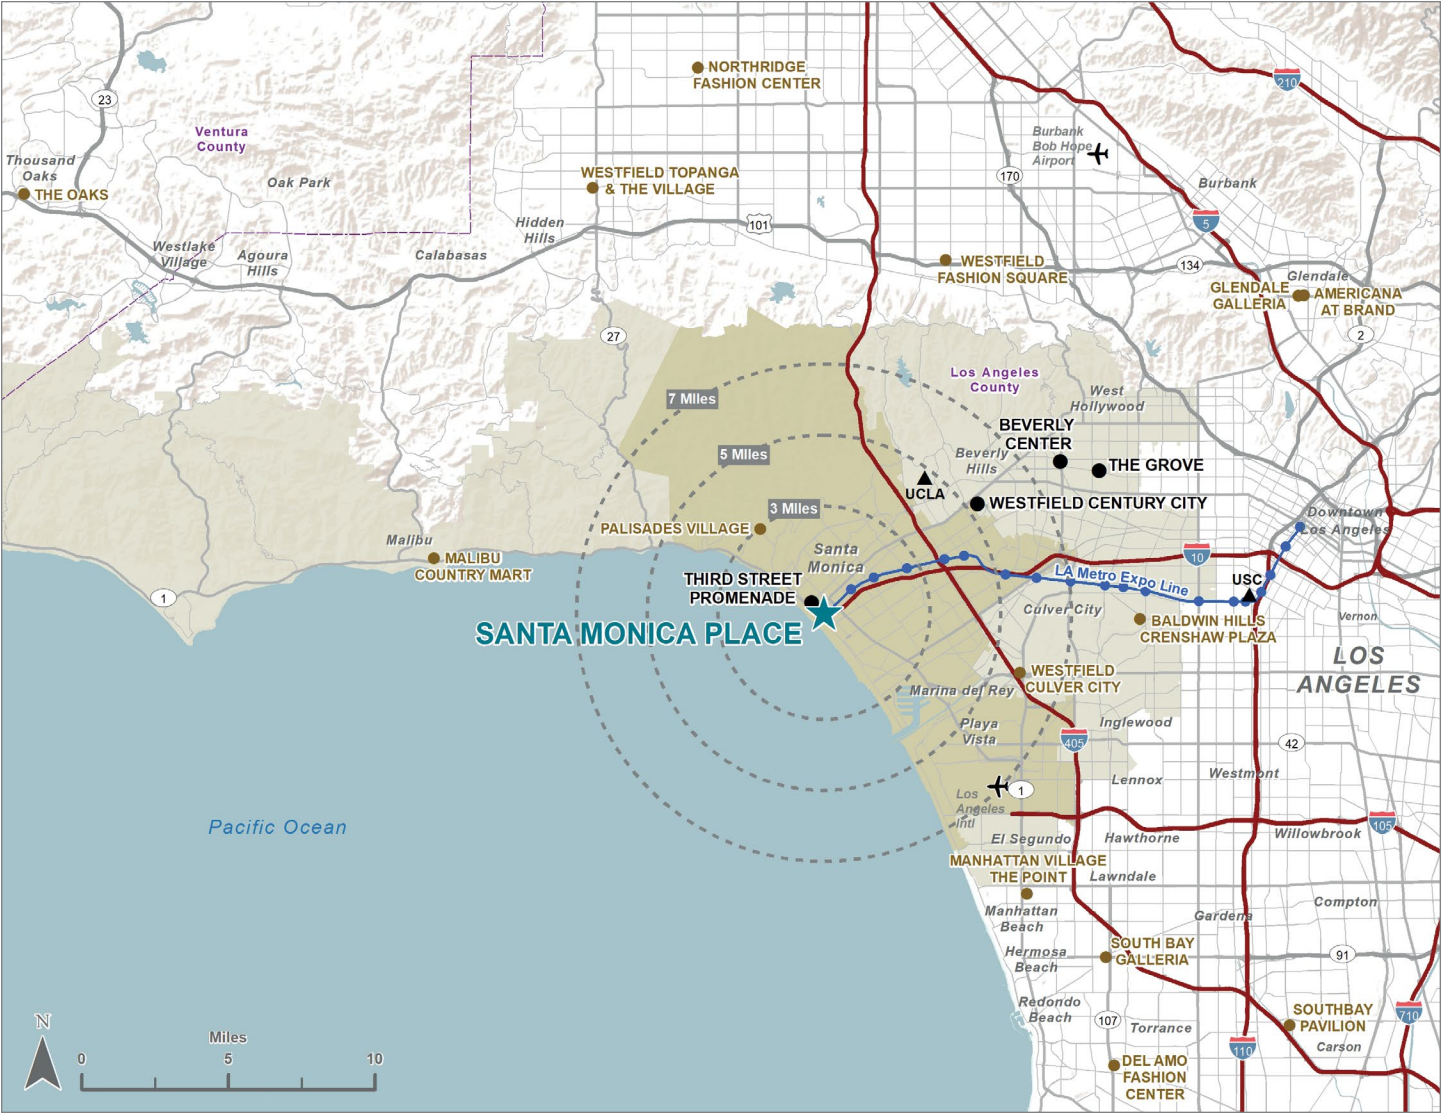 NORTHRIDGE
FASHION CENTER
210
23
Ventura
County
Burbank
Bob Hope
Airport
Thousand
Oaks
THE OAKS
Oak Park
WESTFIELD TOPANGA
& THE VILLAGE
170
Burbank
Hidden
Hills
101
5
Westlake
Village
Agoura
Hills
Calabasas
WESTFIELD
FASHION SQUARE
134
Glendale
GLENDALE
GALLERIA
AMERICANA
AT BRAND
27
2
Los Angeles
County
7 MIles
West
Hollywood
BEVERLY
CENTER
5 MIles
Beverly
Hills
THE GROVE
UCLA
WESTFIELD CENTURY CITY
3 MIles
Downtown
Los Angeles
PALISADES VILLAGE
Malibu
MALIBU
COUNTRY MART
Santa
Monica
10
LA Metro Expo Line
USC
THIRD STREET
PROMENADE
1
SANTA MONICA PLACE
Culver City
BALDWIN HILLS
CRENSHAW PLAZA
Vernon
LOS
ANGELES
WESTFIELD
CULVER CITY
Marina del Rey
Playa
Vista
Inglewood
405
42
Lennox
Westmont
Los
Angeles
Intl
1
Pacific Ocean
El Segundo
Hawthorne
Willowbrook
105
MANHATTAN VILLAGE
THE POINT
Lawndale
Manhattan
Beach
Gardena
Compton
Hermosa
Beach
SOUTH BAY
GALLERIA
91
Redondo
Beach
107
Torrance
SOUTHBAY
PAVILION
710
Carson
110
DEL AMO
FASHION
CENTER
N
Miles
0 5 10